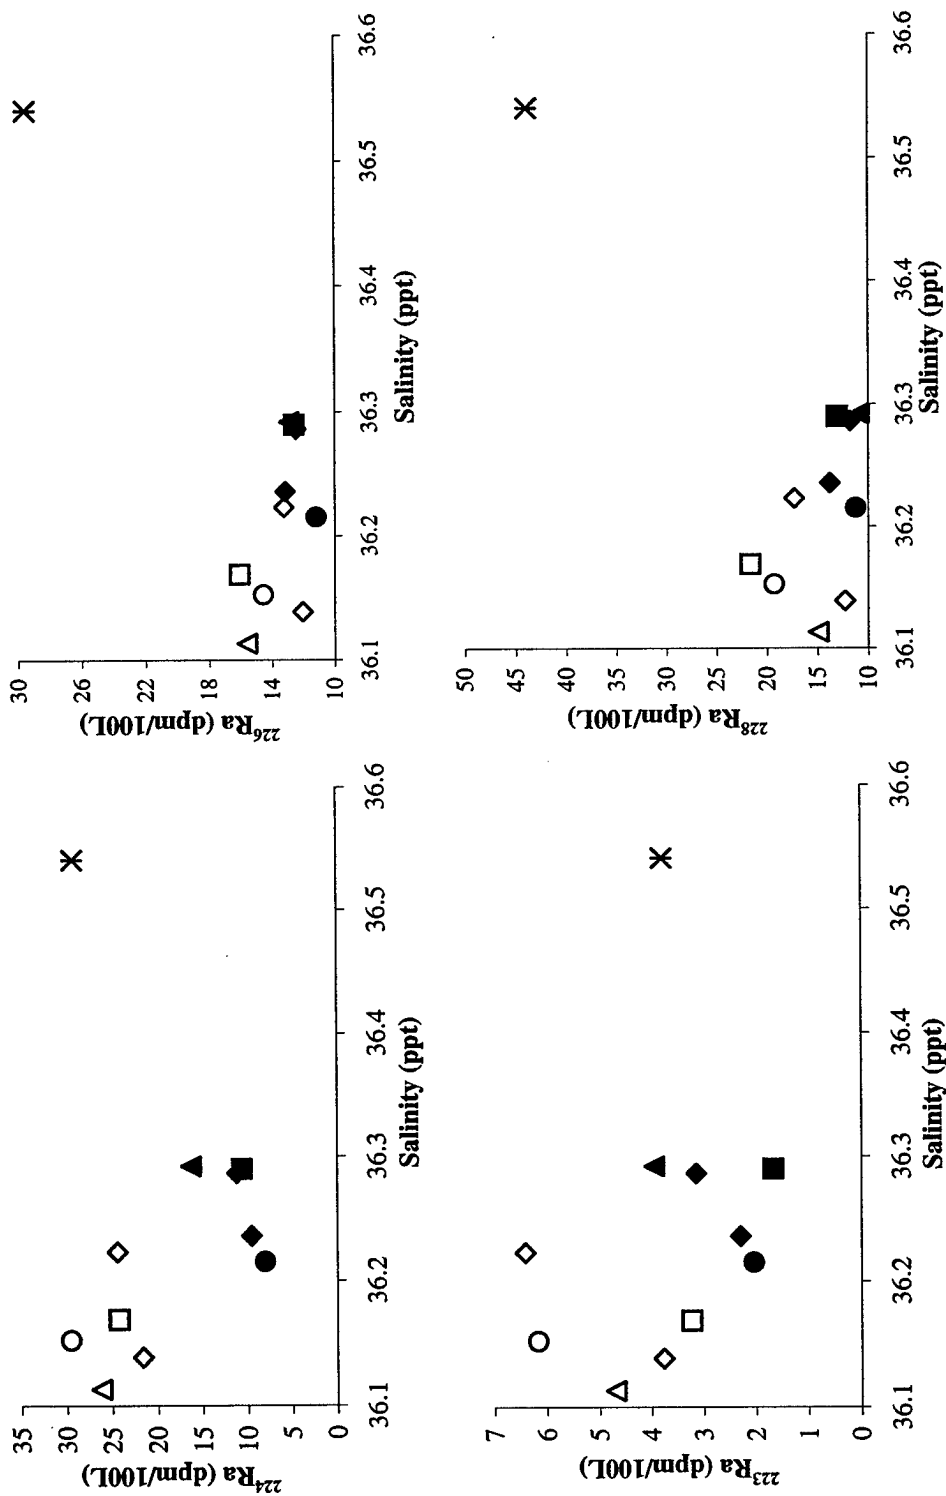 ²²⁴Ra (dpm/100L)
35
30
25
20
15
10
5
0
36.1 36.2 36.3 36.4 36.5 36.6
Salinity (ppt)
²²⁶Ra (dpm/100L)
30
26
22
18
14
10
36.1 36.2 36.3 36.4 36.5 36.6
Salinity (ppt)
²²³Ra (dpm/100L)
7
6
5
4
3
2
1
0
36.1 36.2 36.3 36.4 36.5 36.6
Salinity (ppt)
²²⁸Ra (dpm/100L)
50
45
40
35
30
25
20
15
10
36.1 36.2 36.3 36.4 36.5 36.6
Salinity (ppt)